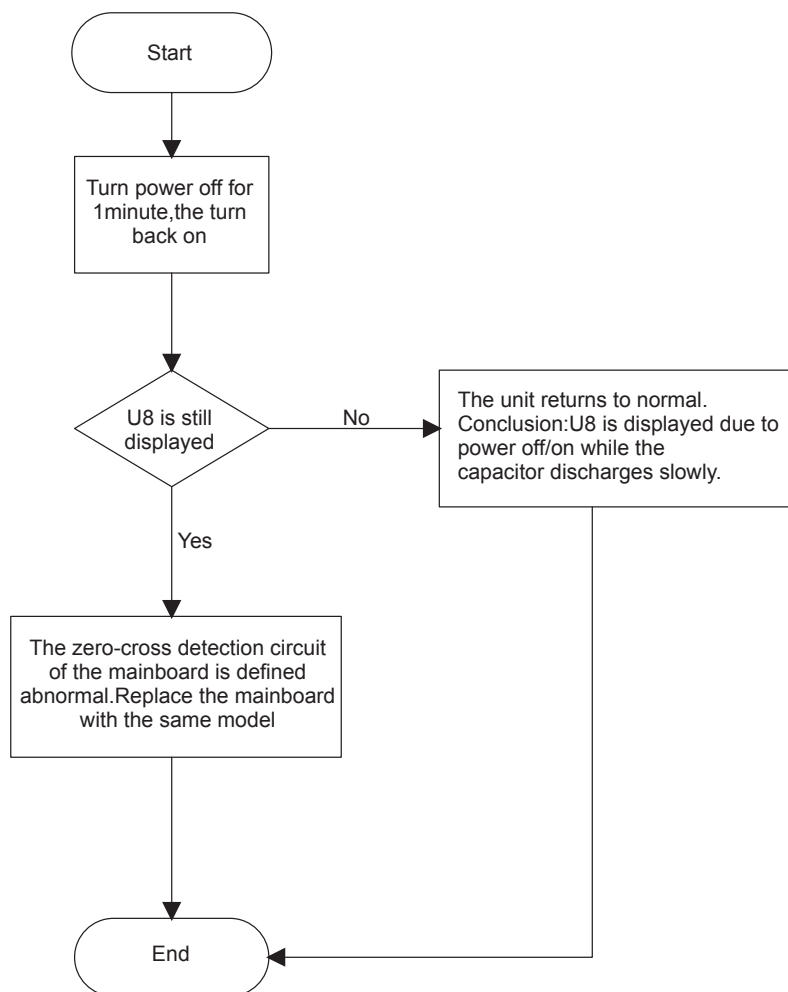 Start
Turn power off for
1minute,the turn
back on
U8 is still
displayed
No
The unit returns to normal.
Conclusion:U8 is displayed due to
power off/on while the
capacitor discharges slowly.
Yes
The zero-cross detection circuit
of the mainboard is defined
abnormal.Replace the mainboard
with the same model
End